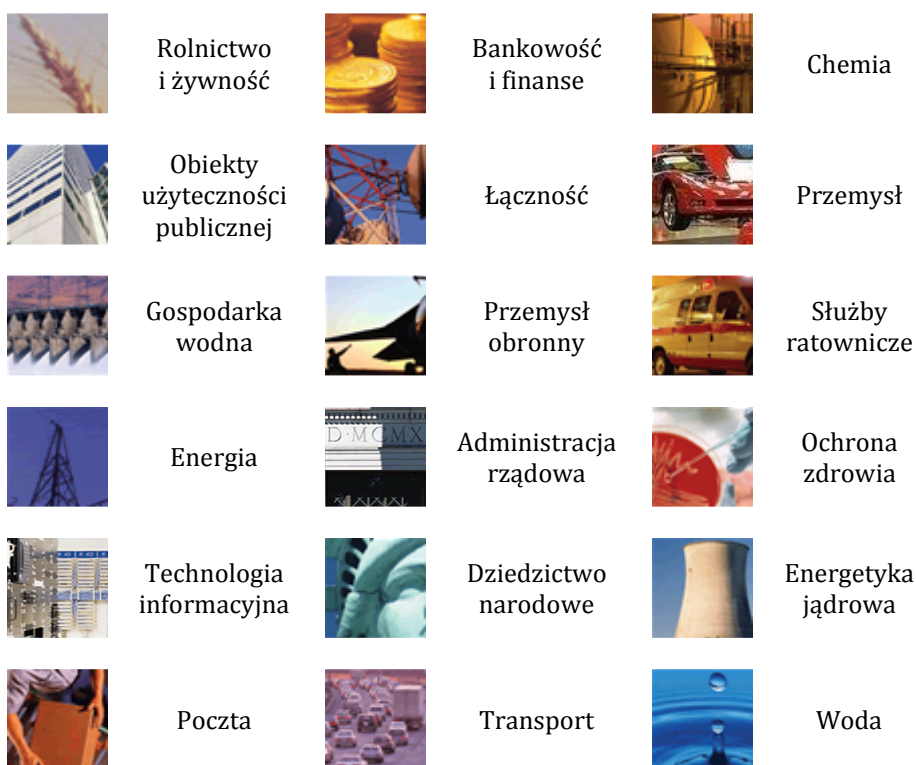 Rolnictwo
i żywność
Bankowość
i finanse
Chemia
Obiekty
użyteczności
publicznej
Łączność
Przemysł
Gospodarka
wodna
Przemysł
obronny
Służby
ratownicze
Energia
D·MCMX
Administracja
rządowa
Ochrona
zdrowia
Technologia
informacyjna
Dziedzictwo
narodowe
Energetyka
jądrowa
Poczta
Transport
Woda